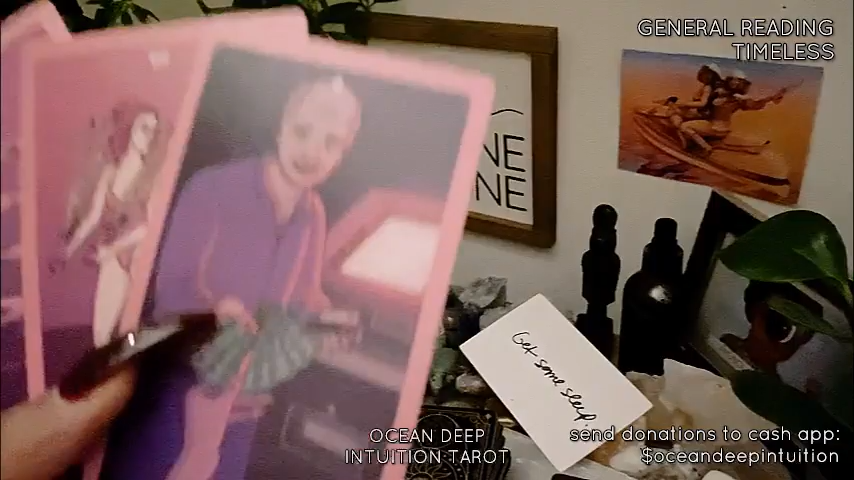 GENERAL READING
TIMELESS
NE
NE
Get some sleep.
OCEAN DEEP
INTUITION TAROT
send donations to cash app:
$oceandeepintuition